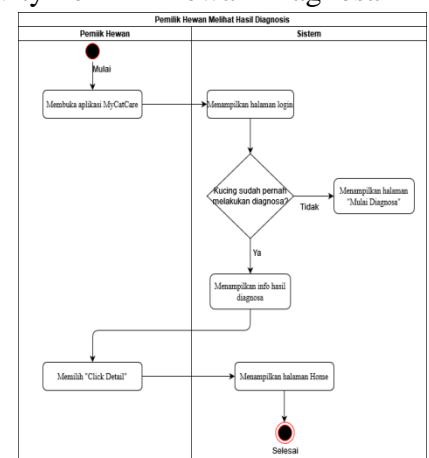 Pemilik Hewan Melihat Hasil Diagnosis
Pemiik Hewan
Sistem
Mulai
Membuka aplikasi MyCatCare
Menampilkan halaman login
Kucing sudah pernah
melakukan diagnosa?
Tidak
Menampilkan halaman
"Mulai Diagnosa"
Ya
Menampilkan info hasil
diagnosa
Memilih "Click Detail"
Menampilkan halaman Home
Selesai